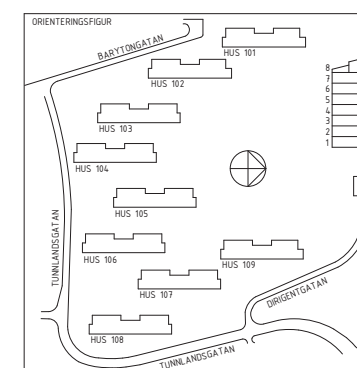 ORIENTERINGSFIGUR
BARYTONGATAN
HUS 101
HUS 102
8
7
6
5
4
3
2
1
HUS 103
HUS 104
HUS 105
TUNNLANDSGATAN
HUS 106
HUS 109
HUS 107
DIRIGENTGATAN
HUS 108
TUNNLANDSGATAN